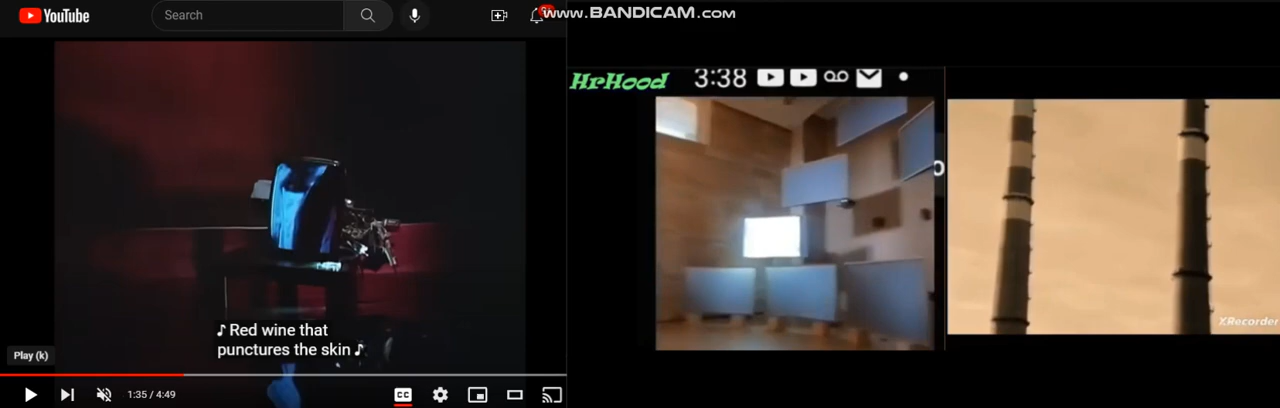 YouTube
Search
www.BANDICAM.com
HrHood
3:38
♪ Red wine that
punctures the skin ♪
XRecorder
Play (k)
1:35 / 4:49
CC